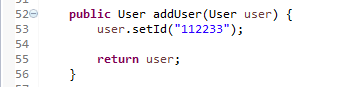 52 public User addUser(User user) {
53 user.setId("112233");
54
55 return user;
56 }